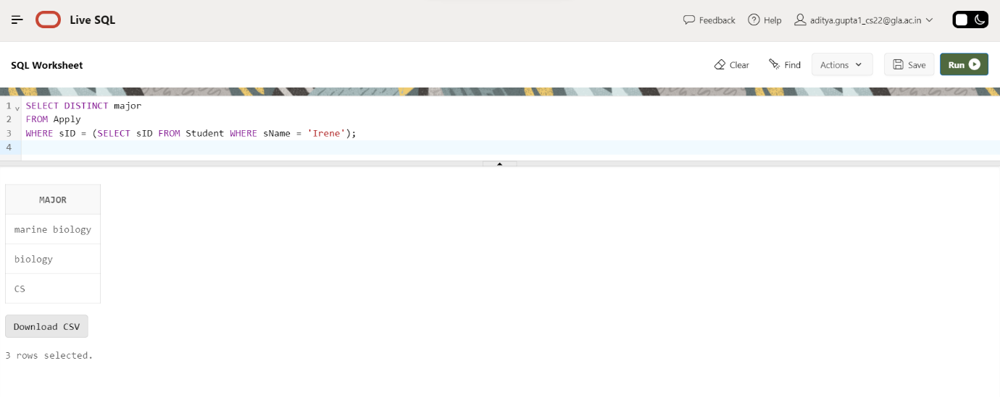 Live SQL
Feedback Help aditya.gupta1_cs22@gla.ac.in
SQL Worksheet
Clear Find Actions Save Run
1 SELECT DISTINCT major
2 FROM Apply
3 WHERE sID = (SELECT sID FROM Student WHERE sName = 'Irene');
4
MAJOR
marine biology
biology
CS
Download CSV
3 rows selected.